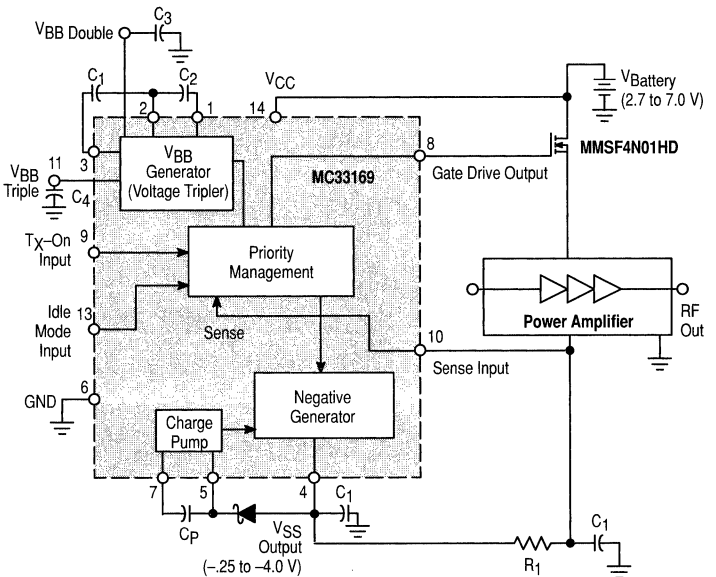 VBB Double
C3
C1
C2
2
1
14
VCC
VBattery
(2.7 to 7.0 V)
3
VBB
Generator
(Voltage Tripler)
MC33169
8
Gate Drive Output
MMSF4N01HD
11
VBB
Triple
C4
9
TX–On
Input
Priority
Management
Idle
Mode
Input
13
Sense
10
Sense Input
Power Amplifier
RF
Out
6
GND
Negative
Generator
Charge
Pump
7
5
4
CP
C1
VSS
Output
(–.25 to –4.0 V)
R1
C1